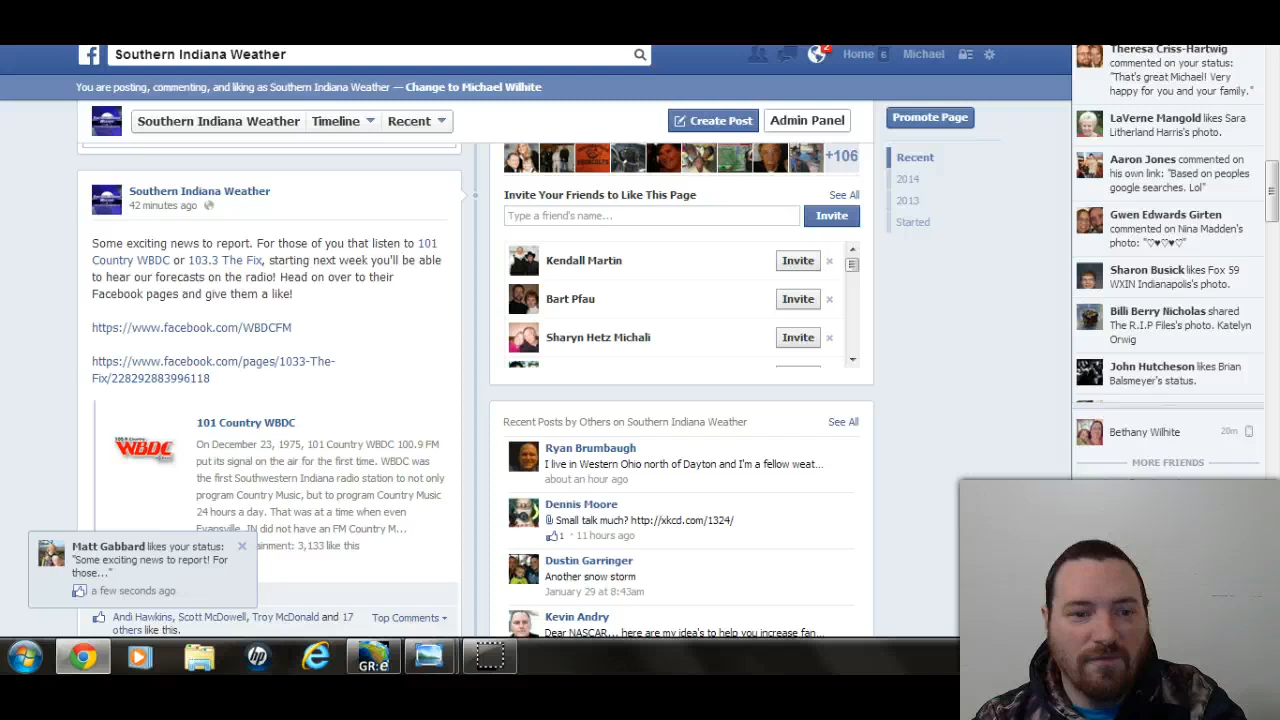 Southern Indiana Weather
2
Home 6
Michael
You are posting, commenting, and liking as Southern Indiana Weather — Change to Michael Wilhite
Southern Indiana Weather
Timeline
Recent
Create Post
Admin Panel
Promote Page
Recent
2014
2013
Started
Southern Indiana Weather
42 minutes ago
Some exciting news to report. For those of you that listen to 101
Country WBDC or 103.3 The Fix, starting next week you'll be able
to hear our forecasts on the radio! Head on over to their
Facebook pages and give them a like!
https://www.facebook.com/WBDCFM
https://www.facebook.com/pages/1033-The-
Fix/228292883996118
WBDC
101 Country WBDC
On December 23, 1975, 101 Country WBDC 100.9 FM
put its signal on the air for the first time. WBDC was
the first Southwestern Indiana radio station to not only
program Country Music, but to program Country Music
24 hours a day. That was at a time when even
Evansville, IN did not have an FM Country M...
ainment: 3,133 like this
Matt Gabbard likes your status:
"Some exciting news to report! For
those..."
a few seconds ago
Andi Hawkins, Scott McDowell, Troy McDonald and 17
others like this.
Top Comments
+106
Invite Your Friends to Like This Page
See All
Type a friend's name...
Invite
Kendall Martin
Invite
Bart Pfau
Invite
Sharyn Hetz Michali
Invite
Recent Posts by Others on Southern Indiana Weather
See All
Ryan Brumbaugh
I live in Western Ohio north of Dayton and I'm a fellow weat...
about an hour ago
Dennis Moore
Small talk much? http://xkcd.com/1324/
1 · 11 hours ago
Dustin Garringer
Another snow storm
January 29 at 8:43am
Kevin Andry
Dear NASCAR... here are my idea's to help you increase fan...
Theresa Criss-Hartwig
commented on your status:
"That's great Michael! Very
happy for you and your family."
LaVerne Mangold likes Sara
Litherland Harris's photo.
Aaron Jones commented on
his own link: "Based on peoples
google searches. Lol"
Gwen Edwards Girten
commented on Nina Madden's
photo: "♡♥♡♥♡"
Sharon Busick likes Fox 59
WXIN Indianapolis's photo.
Billi Berry Nicholas shared
The R.I.P Files's photo. Katelyn
Orwig
John Hutcheson likes Brian
Balsmeyer's status.
Bethany Wilhite
20m
MORE FRIENDS
hp
GR:e